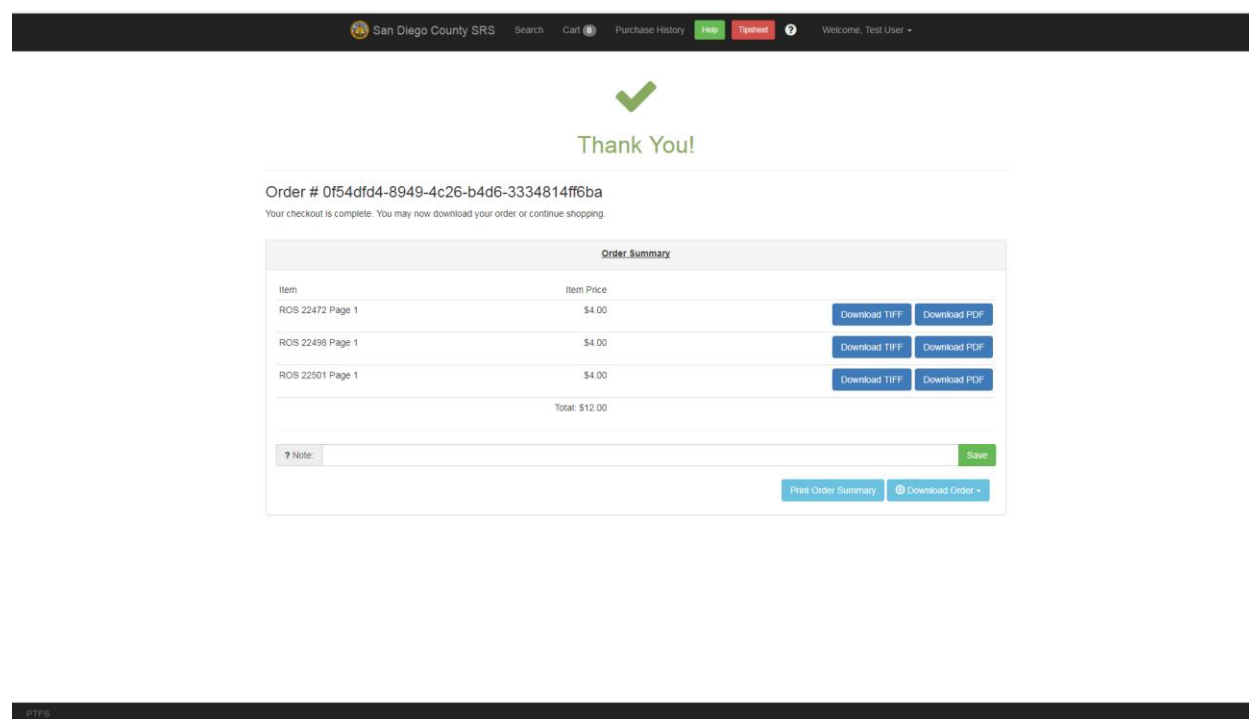 San Diego County SRS Search Cart 0 Purchase History Help Tipsheet ? Welcome, Test User
Thank You!
Order # 0f54dfd4-8949-4c26-b4d6-3334814ff6ba
Your checkout is complete. You may now download your order or continue shopping.
Order Summary
Item Item Price
ROS 22472 Page 1 $4.00 Download TIFF Download PDF
ROS 22498 Page 1 $4.00 Download TIFF Download PDF
ROS 22501 Page 1 $4.00 Download TIFF Download PDF
Total: $12.00
? Note: Save
Print Order Summary Download Order
PTFS